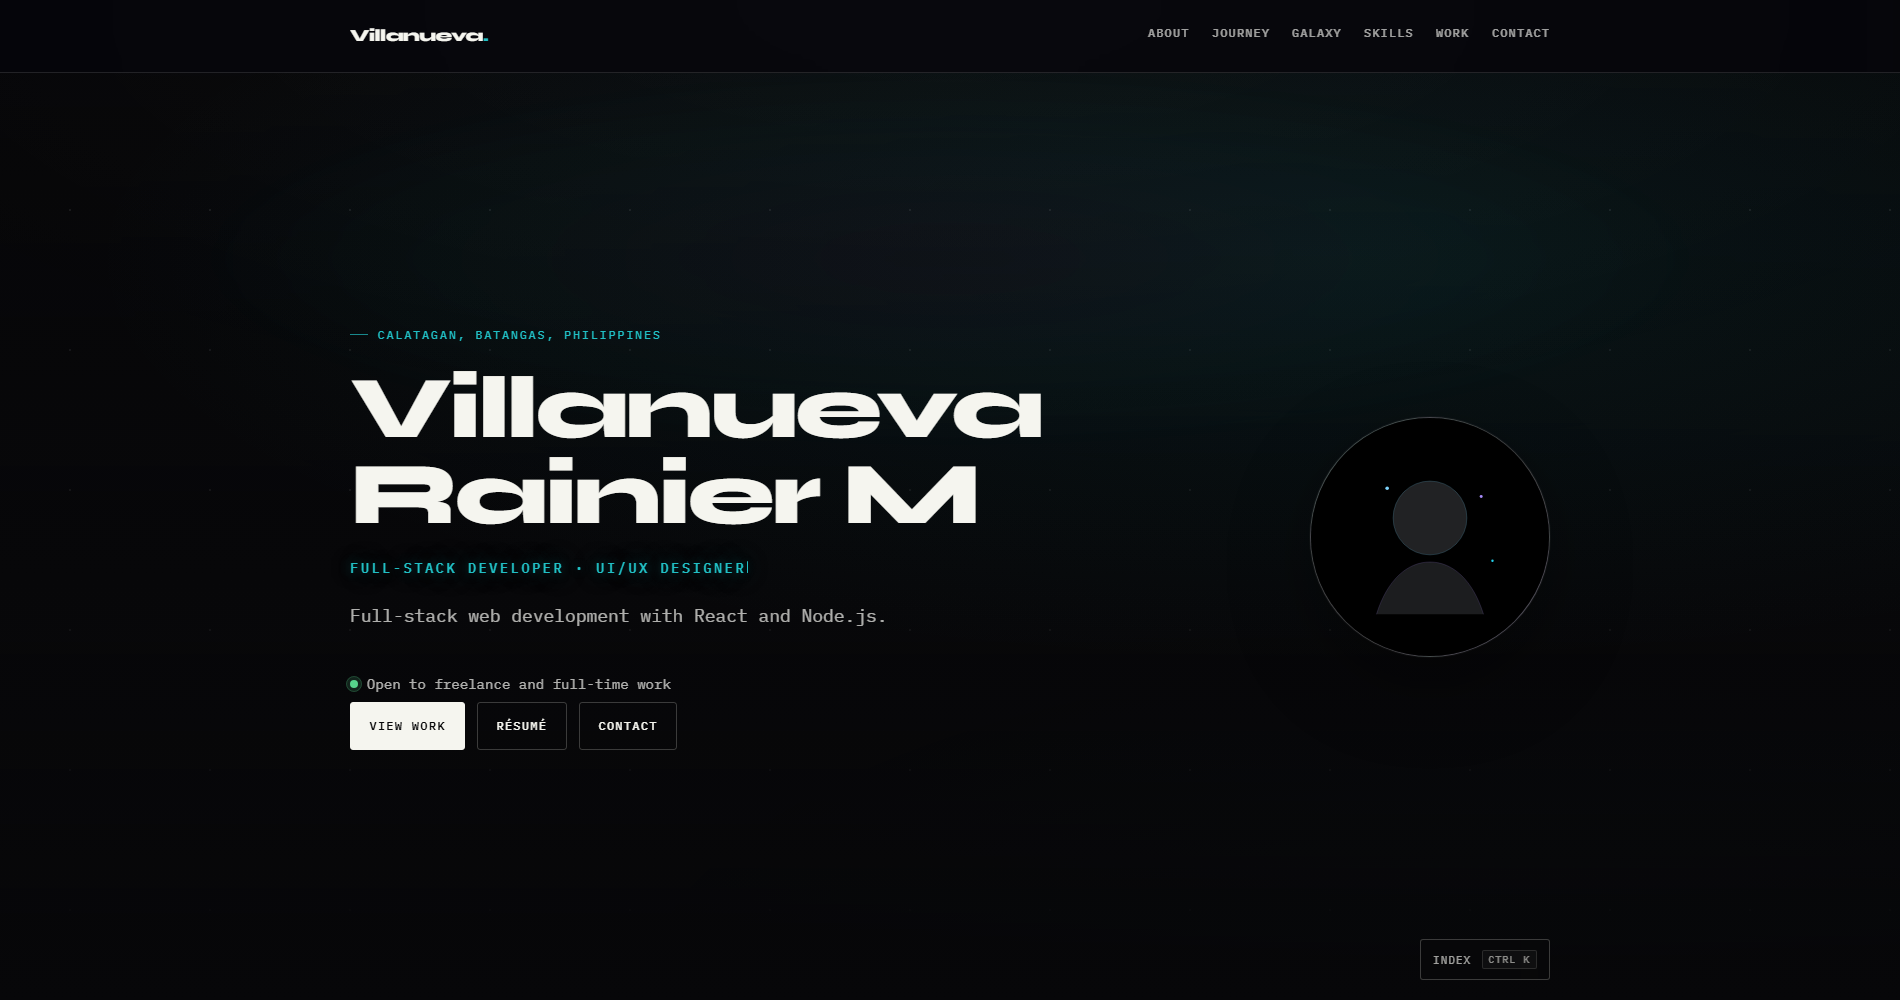 Villanueva.
ABOUT JOURNEY GALAXY SKILLS WORK CONTACT
CALATAGAN, BATANGAS, PHILIPPINES
Villanueva
Rainier M
FULL-STACK DEVELOPER · UI/UX DESIGNER
Full-stack web development with React and Node.js.
Open to freelance and full-time work
VIEW WORK RÉSUMÉ CONTACT
INDEX CTRL K